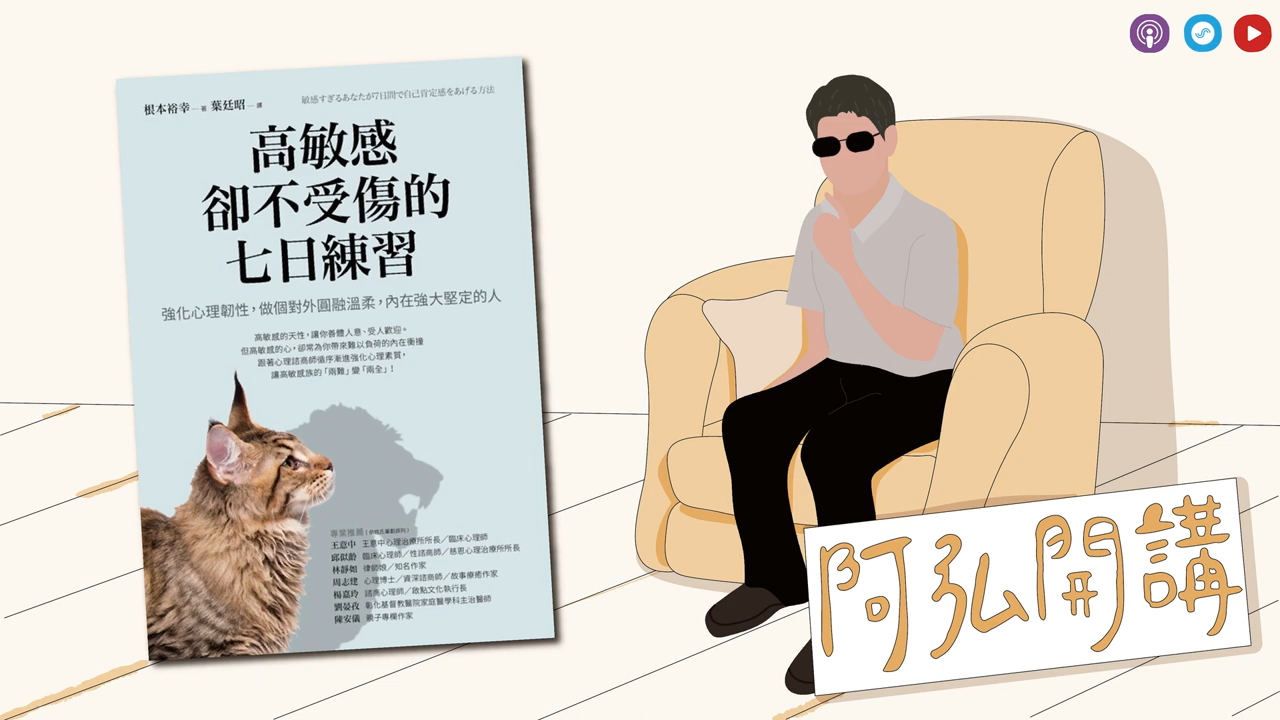 根本裕幸 著 葉廷昭 譯
敏感すぎるあなたが7日間で自己肯定感をあげる方法
高敏感
卻不受傷的
七日練習
強化心理韌性，做個對外圓融溫柔，內在強大堅定的人
高敏感的天性，讓你善體人意、受人歡迎。
但高敏感的心，卻常為你帶來難以負荷的內在衝撞
跟著心理諮商師循序漸進強化心理素質，
讓高敏感族的「兩難」變「兩全」！
專業推薦（依姓氏筆劃排列）
王意中 王意中心理治療所所長／臨床心理師
邱似齡 臨床心理師／性諮商師／慈恩心理治療所所長
林靜如 律師娘／知名作家
周志建 心理博士／資深諮商師／故事療癒作家
楊嘉玲 諮商心理師／啟點文化執行長
劉晏孜 彰化基督教醫院家庭醫學科主治醫師
陳安儀 親子專欄作家
阿弘開講